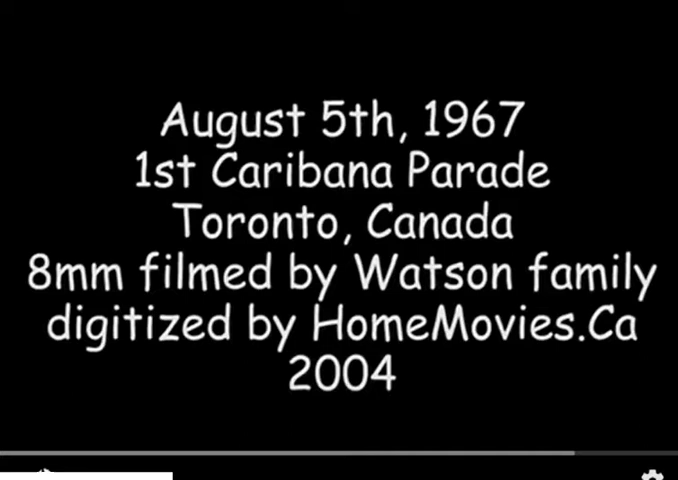 August 5th, 1967
1st Caribana Parade
Toronto, Canada
8mm filmed by Watson family
digitized by HomeMovies.Ca
2004